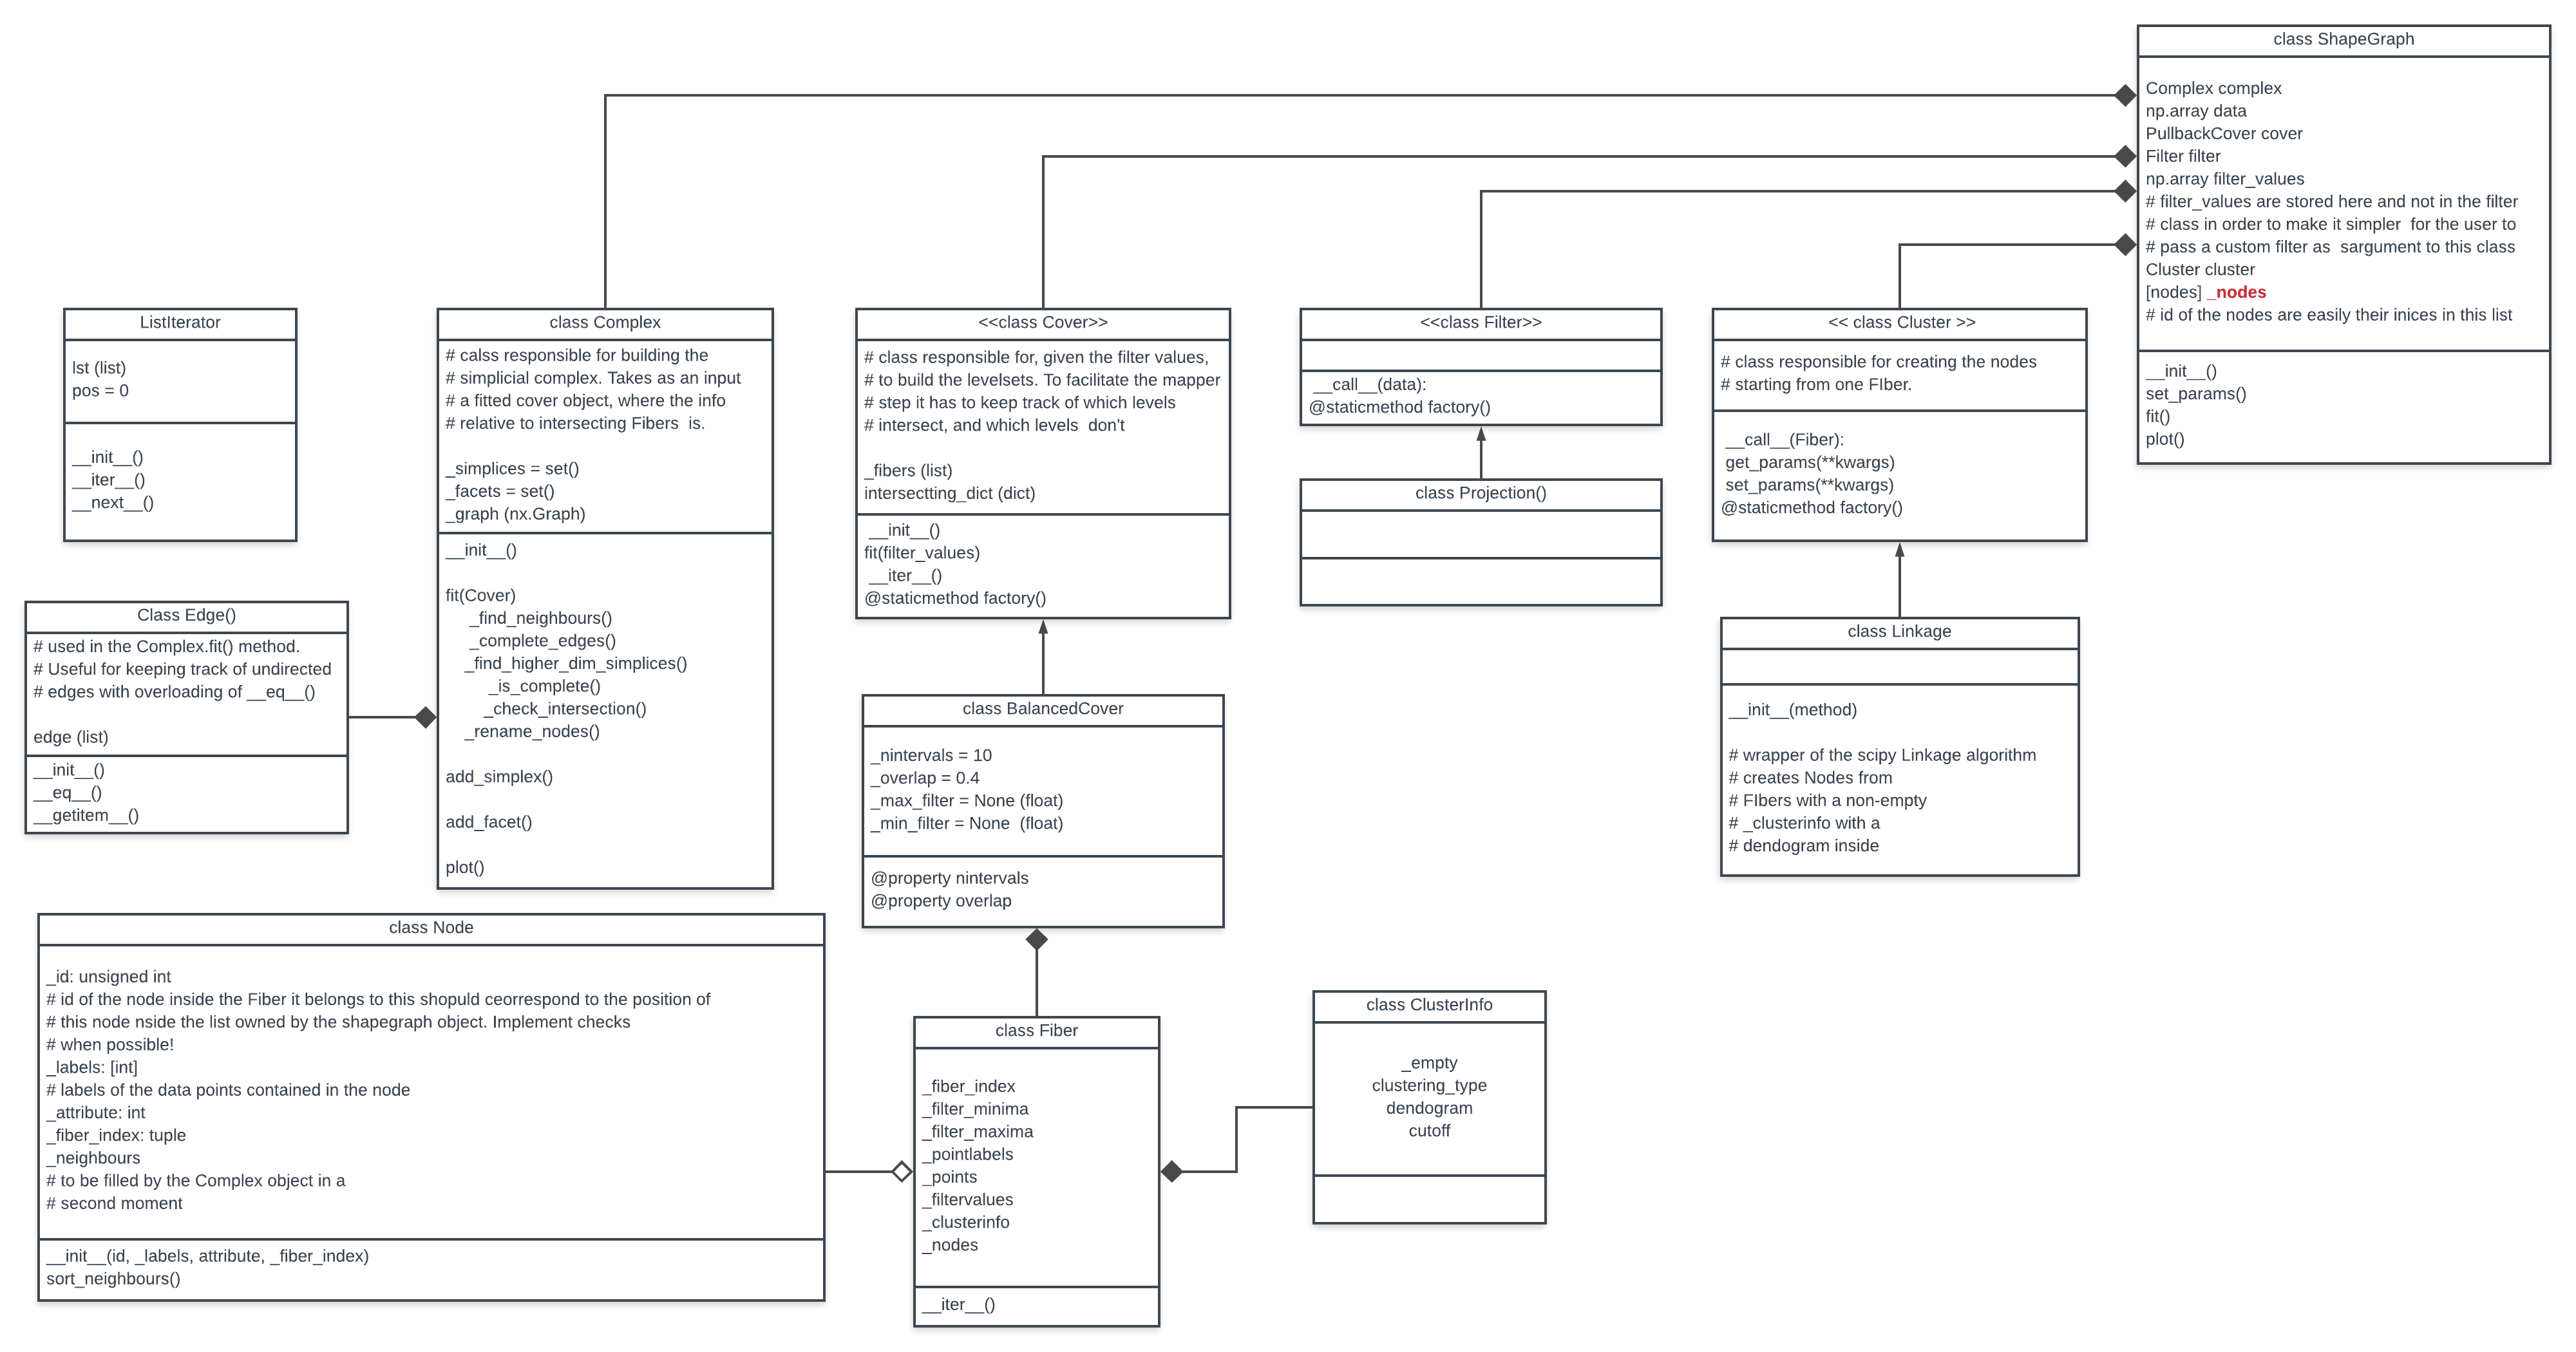 class ShapeGraph
Complex complex
np.array data
PullbackCover cover
Filter filter
np.array filter_values
# filter_values are stored here and not in the filter
# class in order to make it simpler  for the user to
# pass a custom filter as  sargument to this class
Cluster cluster
[nodes] _nodes
# id of the nodes are easily their inices in this list
__init__()
set_params()
fit()
plot()
ListIterator
lst (list)
pos = 0
__init__()
__iter__()
__next__()
class Complex
# calss responsible for building the
# simplicial complex. Takes as an input
# a fitted cover object, where the info
# relative to intersecting Fibers  is.
_simplices = set()
_facets = set()
_graph (nx.Graph)
__init__()
fit(Cover)
_find_neighbours()
_complete_edges()
_find_higher_dim_simplices()
_is_complete()
_check_intersection()
_rename_nodes()
add_simplex()
add_facet()
plot()
<<class Cover>>
# class responsible for, given the filter values,
# to build the levelsets. To facilitate the mapper
# step it has to keep track of which levels
# intersect, and which levels  don't
_fibers (list)
intersectting_dict (dict)
__init__()
fit(filter_values)
__iter__()
@staticmethod factory()
<<class Filter>>
__call__(data):
@staticmethod factory()
<< class Cluster >>
# class responsible for creating the nodes
# starting from one FIber.
__call__(Fiber):
get_params(**kwargs)
set_params(**kwargs)
@staticmethod factory()
class Projection()
Class Edge()
# used in the Complex.fit() method.
# Useful for keeping track of undirected
# edges with overloading of __eq__()
edge (list)
__init__()
__eq__()
__getitem__()
class BalancedCover
_nintervals = 10
_overlap = 0.4
_max_filter = None (float)
_min_filter = None  (float)
@property nintervals
@property overlap
class Linkage
__init__(method)
# wrapper of the scipy Linkage algorithm
# creates Nodes from
# FIbers with a non-empty
# _clusterinfo with a
# dendogram inside
class Node
_id: unsigned int
# id of the node inside the Fiber it belongs to this shopuld ceorrespond to the position of
# this node nside the list owned by the shapegraph object. Implement checks
# when possible!
_labels: [int]
# labels of the data points contained in the node
_attribute: int
_fiber_index: tuple
_neighbours
# to be filled by the Complex object in a
# second moment
__init__(id, _labels, attribute, _fiber_index)
sort_neighbours()
class Fiber
_fiber_index
_filter_minima
_filter_maxima
_pointlabels
_points
_filtervalues
_clusterinfo
_nodes
__iter__()
class ClusterInfo
_empty
clustering_type
dendogram
cutoff